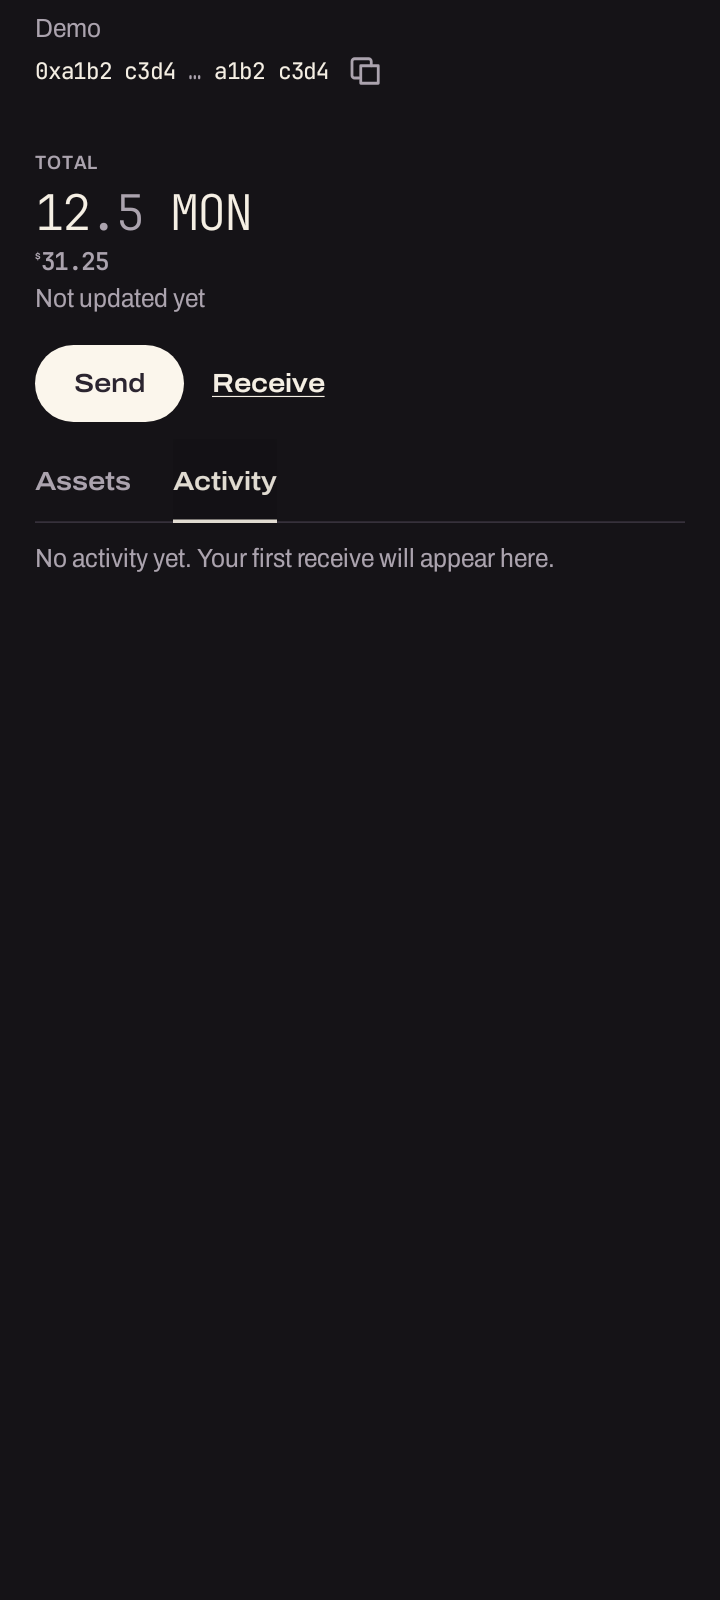 Demo
0xa1b2 c3d4 … a1b2 c3d4
TOTAL
12.5 MON
$31.25
Not updated yet
Send Receive
Assets Activity
No activity yet. Your first receive will appear here.